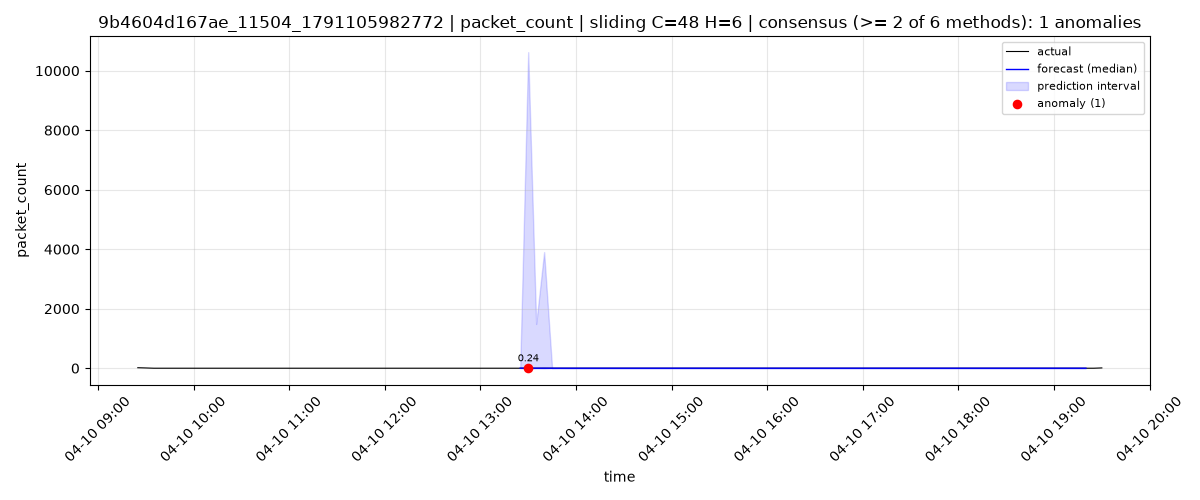 9b4604d167ae_11504_1791105982772 | packet_count | sliding C=48 H=6 | consensus (>= 2 of 6 methods): 1 anomalies
actual
forecast (median)
prediction interval
anomaly (1)
packet_count
10000
8000
6000
4000
2000
0
0.24
04-10 09:00
04-10 10:00
04-10 11:00
04-10 12:00
04-10 13:00
04-10 14:00
04-10 15:00
04-10 16:00
04-10 17:00
04-10 18:00
04-10 19:00
04-10 20:00
time